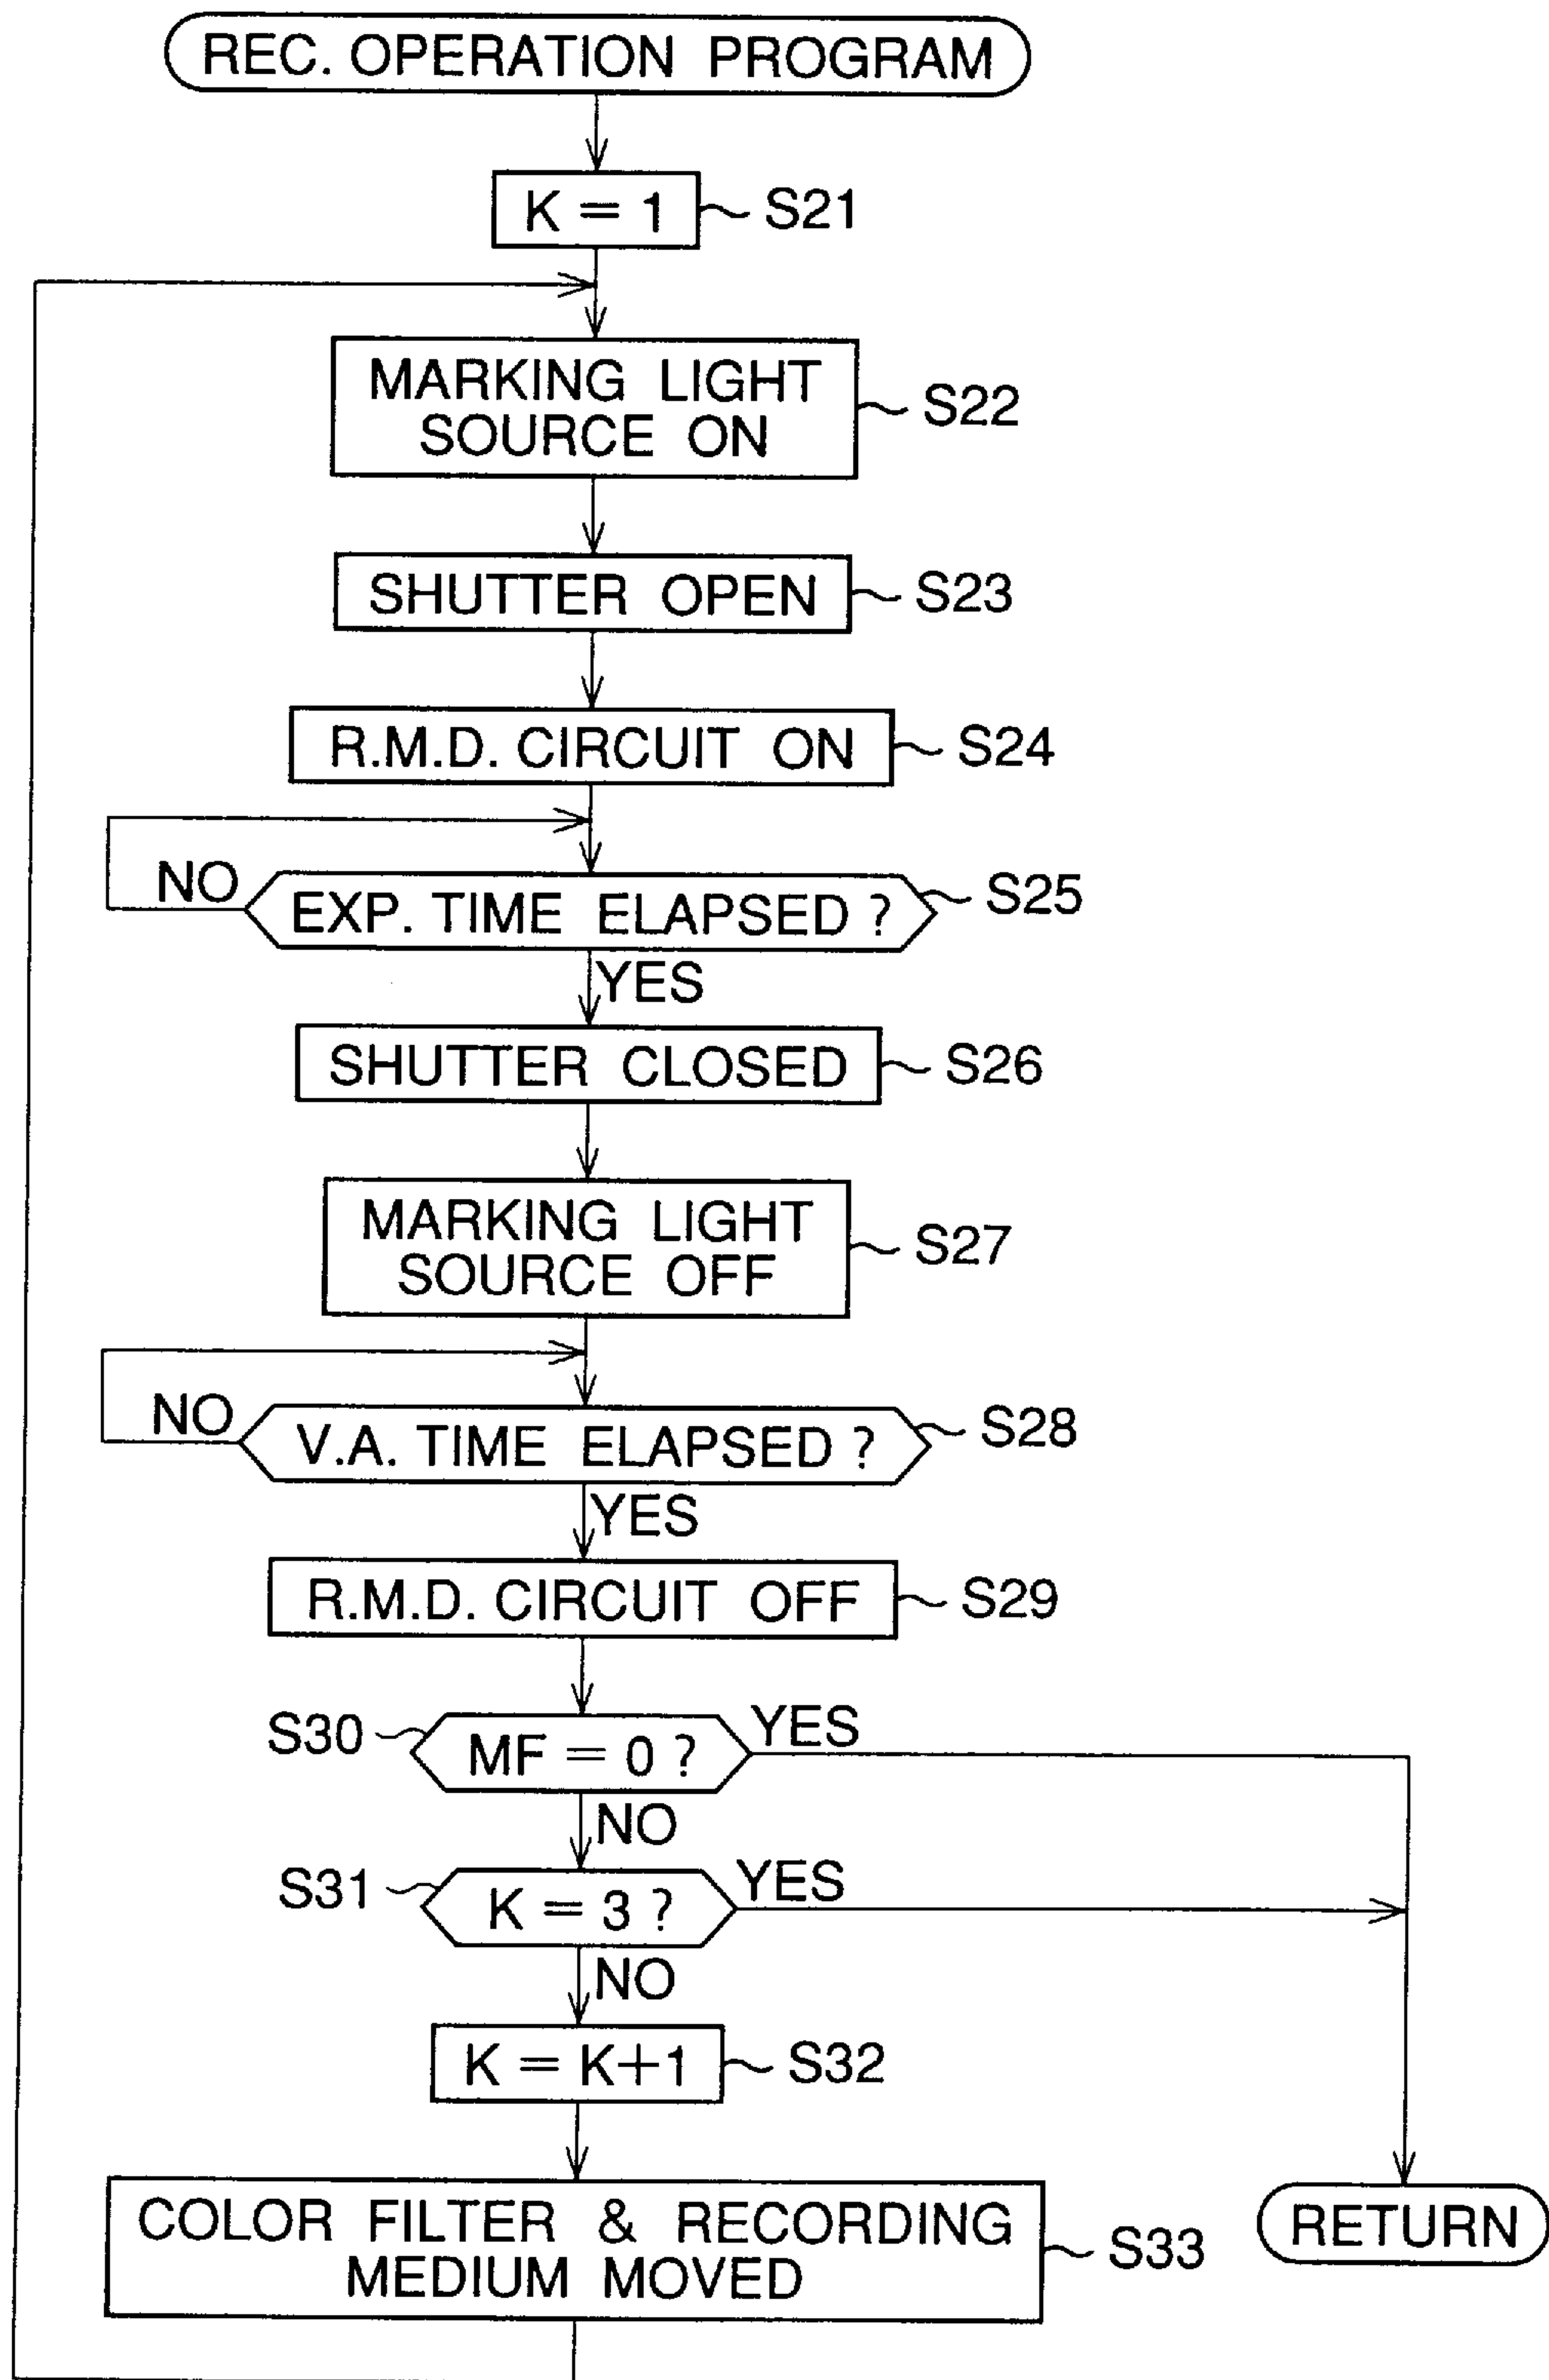 REC. OPERATION PROGRAM
K = 1
S21
MARKING LIGHT
SOURCE ON
S22
SHUTTER OPEN
S23
R.M.D. CIRCUIT ON
S24
NO
EXP. TIME ELAPSED ?
S25
YES
SHUTTER CLOSED
S26
MARKING LIGHT
SOURCE OFF
S27
NO
V.A. TIME ELAPSED ?
S28
YES
R.M.D. CIRCUIT OFF
S29
S30
MF = 0 ?
YES
NO
S31
K = 3 ?
YES
NO
K = K+1
S32
COLOR FILTER & RECORDING
MEDIUM MOVED
S33
RETURN